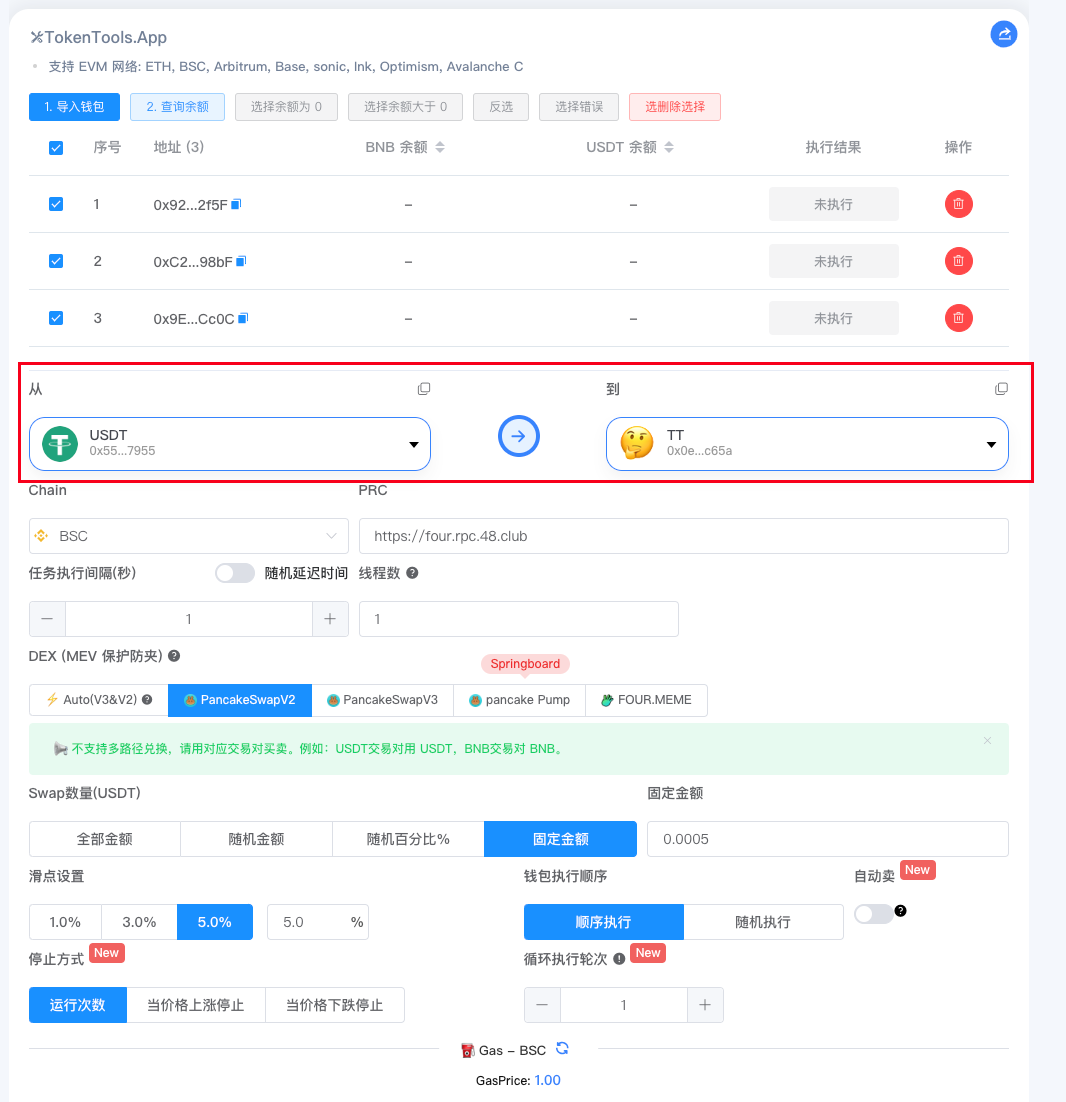 TokenTools.App
支持 EVM 网络: ETH, BSC, Arbitrum, Base, sonic, Ink, Optimism, Avalanche C
1. 导入钱包 2. 查询余额 选择余额为 0 选择余额大于 0 反选 选择错误 选删除选择
序号 地址 (3) BNB 余额 USDT 余额 执行结果 操作
1 0x92...2f5F – – 未执行
2 0xC2...98bF – – 未执行
3 0x9E...Cc0C – – 未执行
从 到
USDT TT
0x55...7955 0x0e...c65a
Chain PRC
BSC https://four.rpc.48.club
任务执行间隔(秒) 随机延迟时间 线程数
1 1
DEX (MEV 保护防夹)
Springboard
Auto(V3&V2) PancakeSwapV2 PancakeSwapV3 pancake Pump FOUR.MEME
不支持多路径兑换，请用对应交易对买卖。例如：USDT交易对用 USDT，BNB交易对 BNB。
Swap数量(USDT) 固定金额
全部金额 随机金额 随机百分比% 固定金额 0.0005
滑点设置 钱包执行顺序 自动卖 New
1.0% 3.0% 5.0% 5.0 % 顺序执行 随机执行
停止方式 New 循环执行轮次 New
运行次数 当价格上涨停止 当价格下跌停止 1
Gas – BSC
GasPrice: 1.00